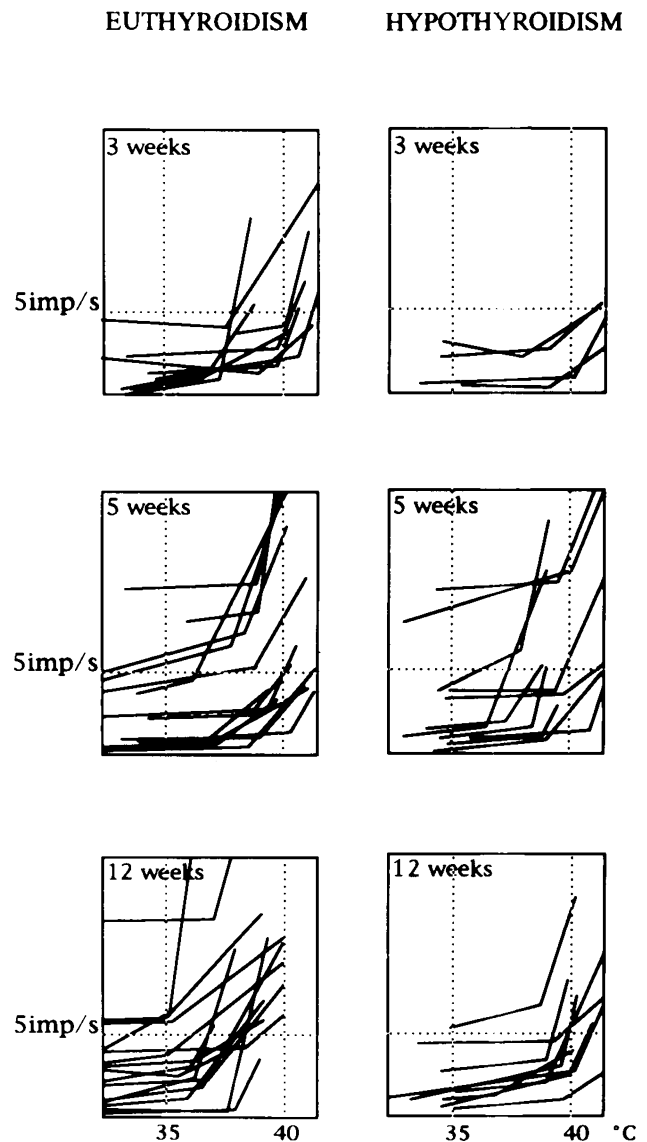 EUTHYROIDISM HYPOTHYROIDISM
3 weeks 3 weeks
5imp/s
5 weeks 5 weeks
5imp/s
12 weeks 12 weeks
5imp/s
35 40 35 40 °C